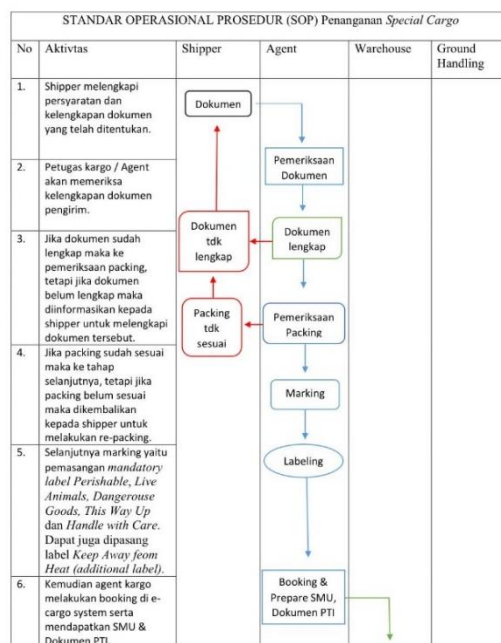 STANDAR OPERASIONAL PROSEDUR (SOP) Penanganan Special Cargo
No
Aktivtas
Shipper
Agent
Warehouse
Ground
Handling
1.
Shipper melengkapi
persyaratan dan
kelengkapan dokumen
yang telah ditentukan.
2.
Petugas kargo / Agent
akan memeriksa
kelengkapan dokumen
pengirim.
3.
Jika dokumen sudah
lengkap maka ke
pemeriksaan packing,
tetapi jika dokumen
belum lengkap maka
diinformasikan kepada
shipper untuk melengkapi
dokumen tersebut.
4.
Jika packing sudah sesuai
maka ke tahap
selanjutnya, tetapi jika
packing belum sesuai
maka dikembalikan
kepada shipper untuk
melakukan re-packing.
5.
Selanjutnya marking yaitu
pemasangan mandatory
label Perishable, Live
Animals, Dangerouse
Goods, This Way Up
dan Handle with Care.
Dapat juga dipasang
label Keep Away feom
Heat (additional label).
6.
Kemudian agent kargo
melakukan booking di e-
cargo system serta
mendapatkan SMU &
Dokumen PTI.
Dokumen
Pemeriksaan
Dokumen
Dokumen
tdk
lengkap
Dokumen
lengkap
Packing
tdk
sesuai
Pemeriksaan
Packing
Marking
Labeling
Booking &
Prepare SMU,
Dokumen PTI